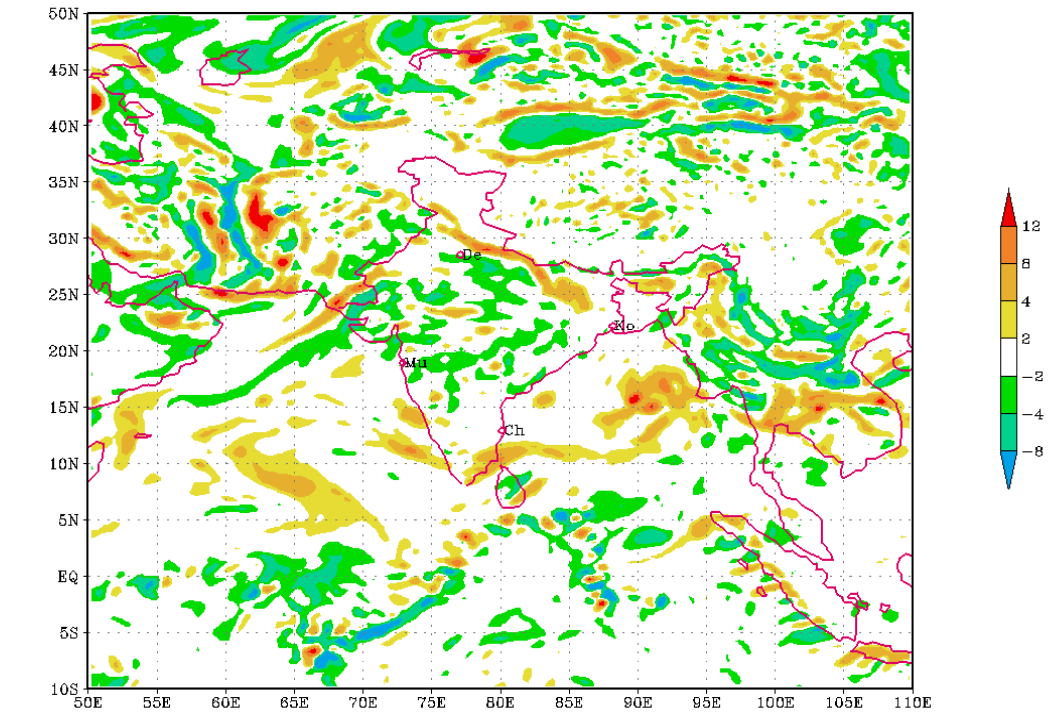 50N
45N
40N
35N
30N
25N
20N
15N
10N
5N
EQ
5S
10S
50E 55E 60E 65E 70E 75E 80E 85E 90E 95E 100E 105E 110E
De
Ko
Mu
Ch
12
8
4
2
-2
-4
-8